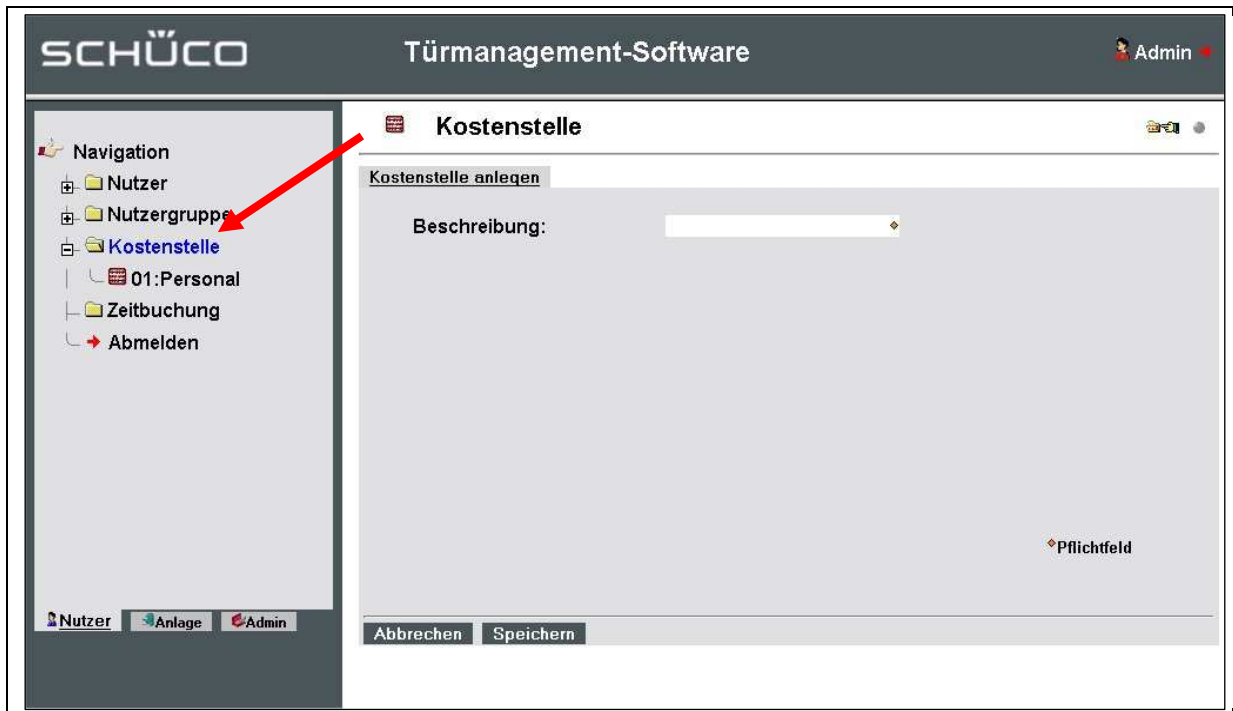 SCHÜCO
Türmanagement-Software
Admin
Navigation
Nutzer
Nutzergruppe
Kostenstelle
01:Personal
Zeitbuchung
Abmelden
Nutzer Anlage Admin
Kostenstelle
Kostenstelle anlegen
Beschreibung:
Pflichtfeld
Abbrechen Speichern